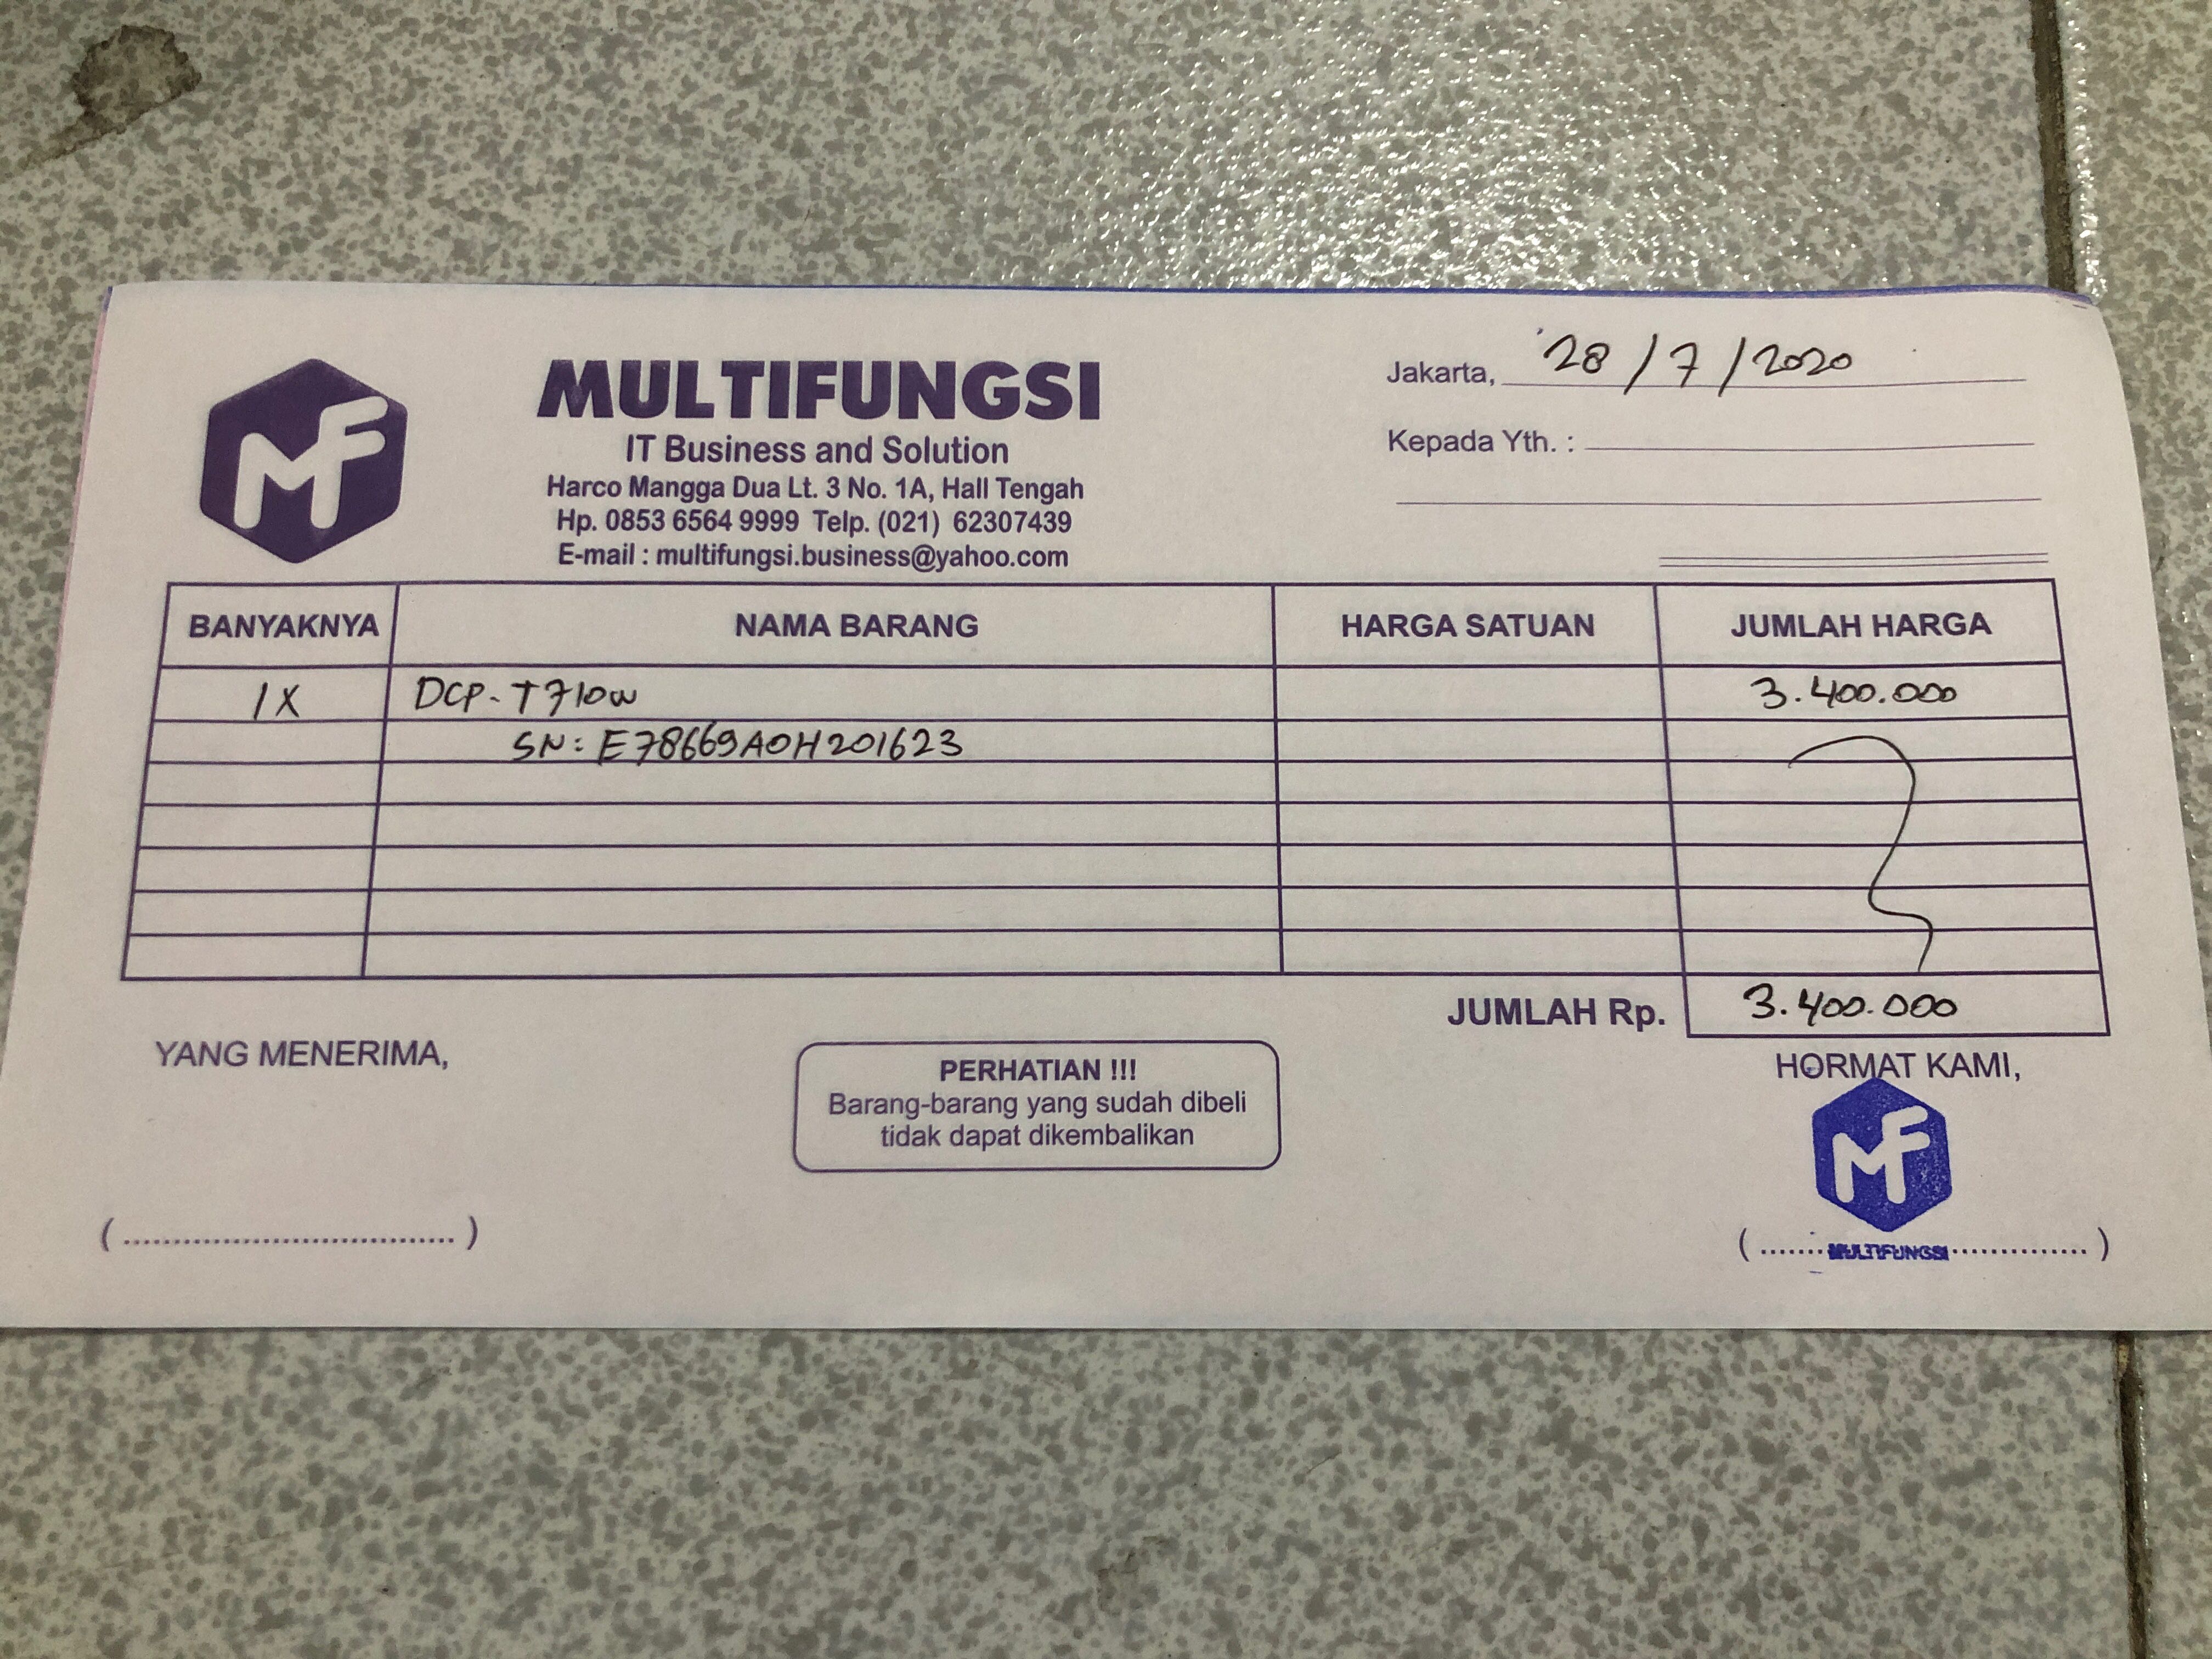 MF
MULTIFUNGSI
IT Business and Solution
Harco Mangga Dua Lt. 3 No. 1A, Hall Tengah
Hp. 0853 6564 9999 Telp. (021) 62307439
E-mail : multifungsi.business@yahoo.com
Jakarta, 28/7/2020
Kepada Yth. :
BANYAKNYA NAMA BARANG HARGA SATUAN JUMLAH HARGA
1X DCP-T710W 3.400.000
SN: E78669A0H201623
JUMLAH Rp. 3.400.000
YANG MENERIMA,
PERHATIAN !!!
Barang-barang yang sudah dibeli
tidak dapat dikembalikan
HORMAT KAMI,
MF
(................................) 
(.......MULTIFUNGSI...............)